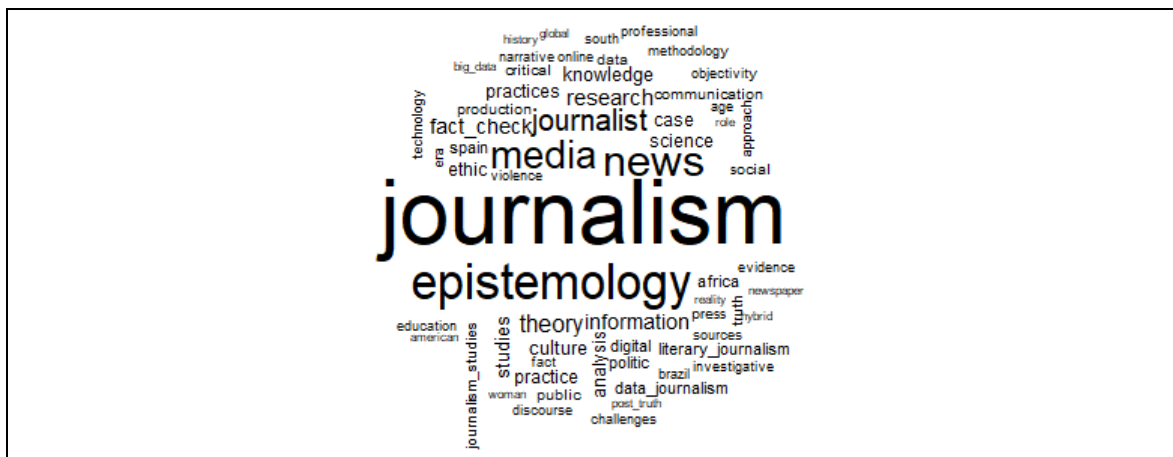 history global south professional
narrative online data methodology
big_data critical knowledge objectivity
practices research communication
technology production age
fact_check journalist case role approach
era spain media news science
ethic violence social
journalism
epistemology africa evidence
reality newspaper
education theory information press truth hybrid
american sources
journalism_studies studies culture analysis digital literary_journalism
fact politic investigative
practice brazil
woman public data_journalism
discourse post_truth
challenges